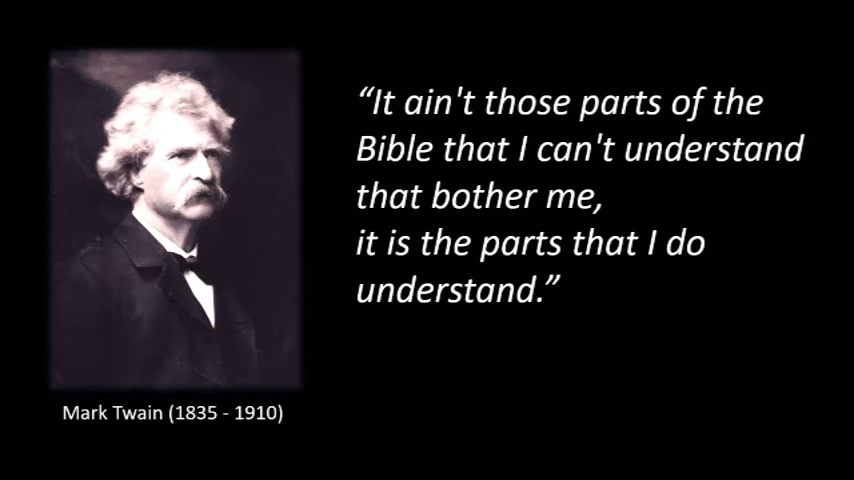 “It ain't those parts of the
Bible that I can't understand
that bother me,
it is the parts that I do
understand.”
Mark Twain (1835 - 1910)